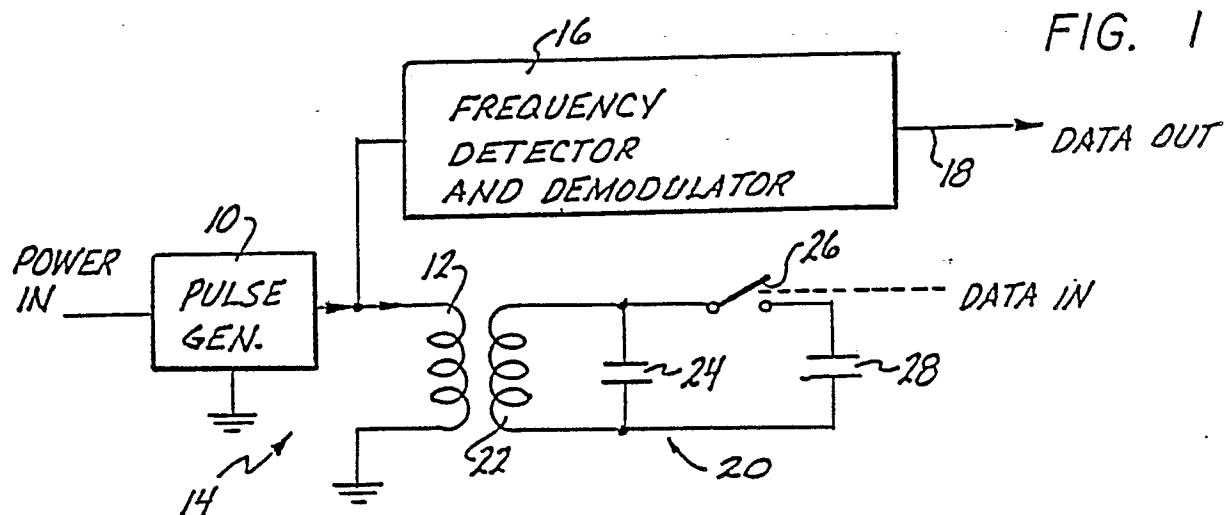 FIG. 1
16
FREQUENCY
DETECTOR
AND DEMODULATOR
18
DATA OUT
10
POWER
IN
PULSE
GEN.
12
26
DATA IN
24
28
22
20
14